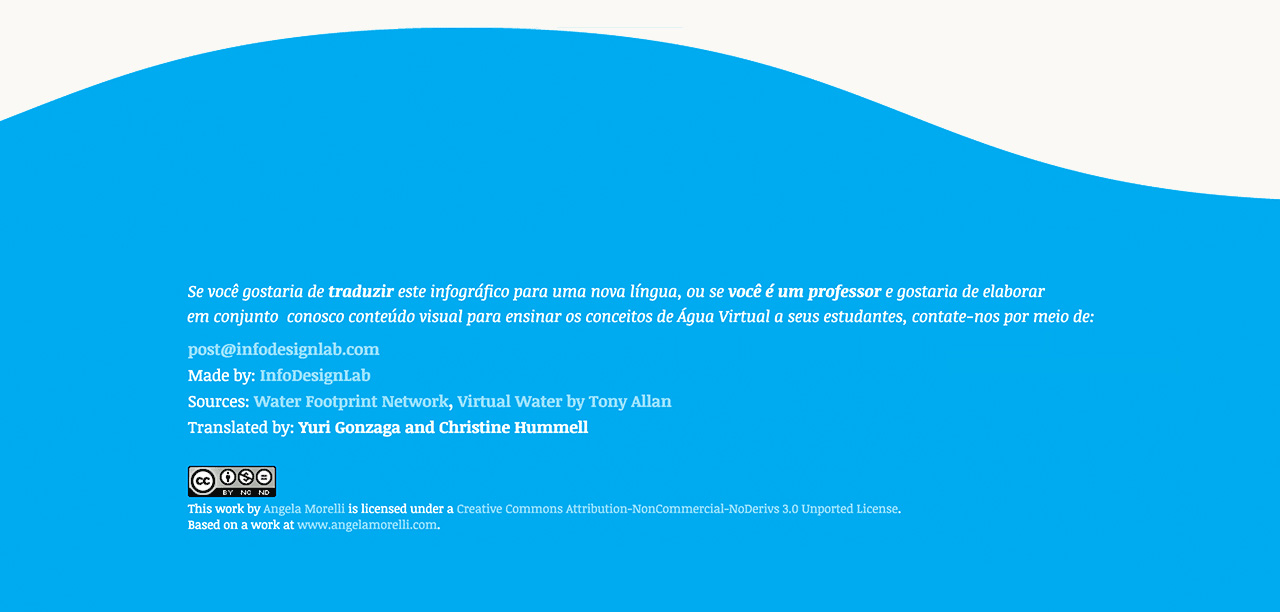 Se você gostaria de traduzir este infográfico para uma nova língua, ou se você é um professor e gostaria de elaborar
em conjunto  conosco conteúdo visual para ensinar os conceitos de Água Virtual a seus estudantes, contate-nos por meio de:
post@infodesignlab.com
Made by: InfoDesignLab
Sources: Water Footprint Network, Virtual Water by Tony Allan
Translated by: Yuri Gonzaga and Christine Hummell
cc BY NC ND
This work by Angela Morelli is licensed under a Creative Commons Attribution-NonCommercial-NoDerivs 3.0 Unported License.
Based on a work at www.angelamorelli.com.